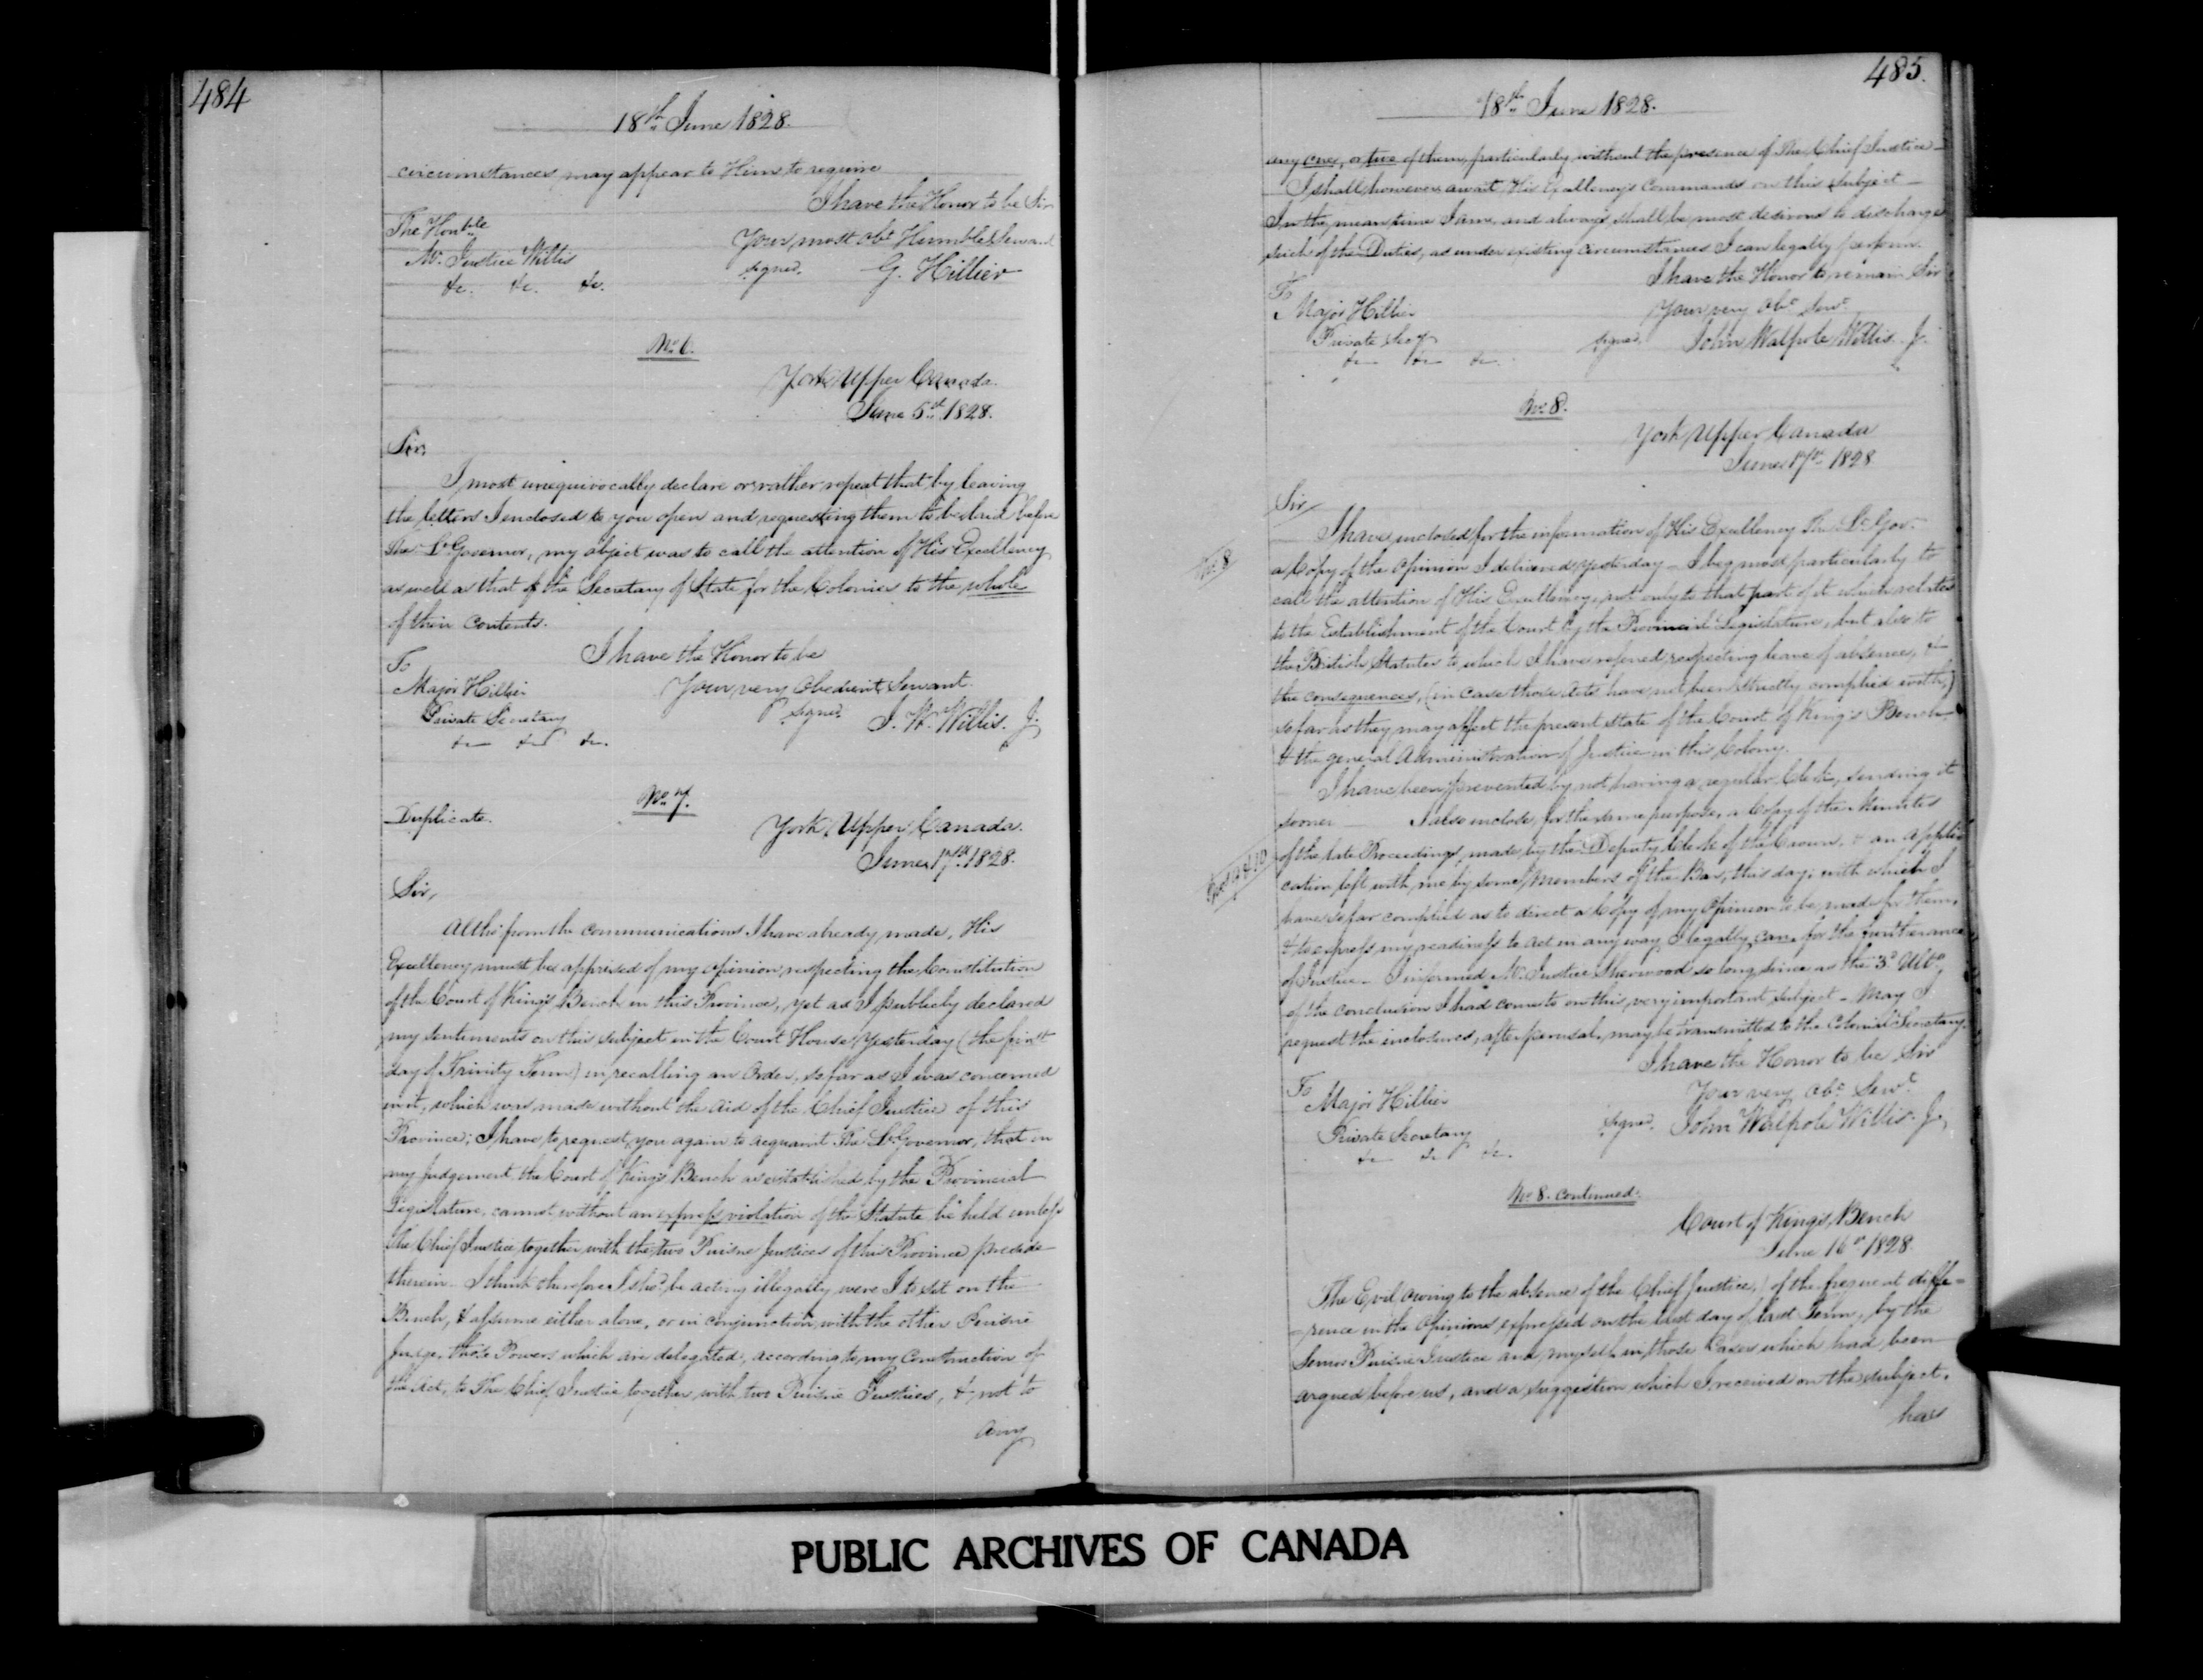 484
18th June 1828.
circumstances may appear to Him to require
I have the Honor to be Sir
The Honble
Your most obt Humble Servant
Mr. Justice Willis
signed. G. Hillier
&c. &c. &c.
No. 6.
York Upper Canada.
June 5th 1828.
Sir,
I most unequivocally declare or rather repeat that by leaving
the letters I enclosed to you open and requesting them to be laid before
The Lt Governor, my object was to call the attention of His Excellency
as well as that of the Secretary of State for the Colonies to the whole
of their contents.
I have the Honor to be
To
Major Hillier
Your very Obedient Servant.
Private Secretary
signed. J. W. Willis. J.
&c &c &c.
No. 7.
Duplicate.
York Upper Canada.
June 17th 1828.
Sir,
Altho' from the communications I have already made, His
Excellency must be apprised of my opinion respecting the Constitution
of the Court of King's Bench in this Province, yet as I publickly declared
my sentiments on this subject in the Court House yesterday (the first
day of Trinity Term) in recalling an Order, so far as I was concerned
in it, which was made without the aid of the Chief Justice of this
Province; I have to request you again to acquaint The Lt Governor, that in
my judgement the Court of King's Bench as established by the Provincial
Legislature, cannot without an express violation of the Statute be held unless
the Chief Justice together with the two Puisne Justices of this Province preside
therein. I think therefore I shd be acting illegally were I to sit on the
Bench, & assume either alone, or in conjunction with the other Puisne
Judge, those Powers which are delegated, according to my Construction of
the Act, to The Chief Justice together with two Puisne Justices, & not to
any
485.
18th June 1828.
any one, or two of them, particularly without the presence of The Chief Justice—
I shall however await His Excellency's Commands on this subject—
In the mean time I am and always shall be most desirous to discharge
such of the Duties, as under existing circumstances I can legally perform.
I have the Honor to remain Sir
To
Major Hillier
Your very obt Servt
Private Secy
signed. John Walpole Willis. J.
&c &c &c.
No. 8.
York Upper Canada
June 17th 1828
Sir,
No. 8
I have inclosed for the information of His Excellency The Lt Govr
a Copy of the Opinion I delivered yesterday— I beg most particularly to
call the attention of His Excellency, not only to that part of it which relates
to the Establishment of the Court by the Provincial Legislature, but also to
the British Statutes to which I have referred respecting leave of absence, &
the consequences, (in case those Acts have not been strictly complied with,)
so far as they may affect the present state of the Court of King's Bench
& the general Administration of Justice in this Colony.
I have been prevented by not having a regular Clerk, sending it
sooner— I also inclose, for the same purpose, a Copy of the Minutes
of the late Proceedings made by the Deputy Clerk of the Crown, & an appli
cation left with me by some Members of the Bar, this day; with which I
have so far complied as to direct a Copy of my Opinion to be made for them,
& to express my readiness to act in any way I legally can, for the furtherance
of Justice— I informed Mr. Justice Sherwood so long since as the 3d Ulto,
of the conclusion I had come to on this very important subject— May I
request the inclosures, after perusal, may be transmitted to the Colonial Secretary.
I have the Honor to be Sir
To
Major Hillier
Your very obt Servt
Private Secretary
signed. John Walpole Willis. J.
&c &c &c.
No. 8. continued.
Court of King's Bench
June 16th 1828.
The Evil, owing to the absence of the Chief Justice, of the frequent diffe=
=rence in the Opinions expressed on the last day of last Term, by the
Senior Puisne Justice and myself in those Cases which had been
argued before us, and a suggestion which I received on the subject,
has
PUBLIC ARCHIVES OF CANADA